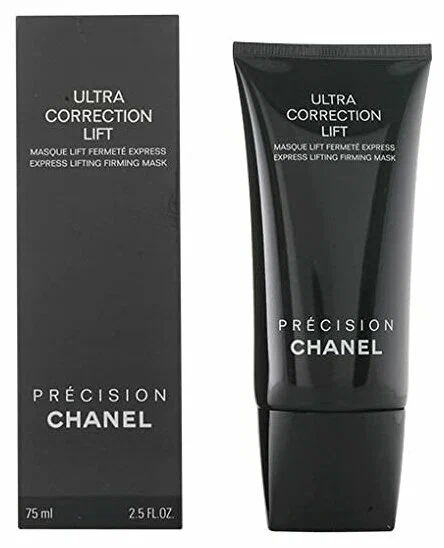 ULTRA
CORRECTION
LIFT
MASQUE LIFT FERMETÉ EXPRESS
EXPRESS LIFTING FIRMING MASK
PRÉCISION
CHANEL
75 ml 2.5 FL.OZ.
ULTRA
CORRECTION
LIFT
MASQUE LIFT FERMETÉ EXPRESS
EXPRESS LIFTING FIRMING MASK
PRÉCISION
CHANEL